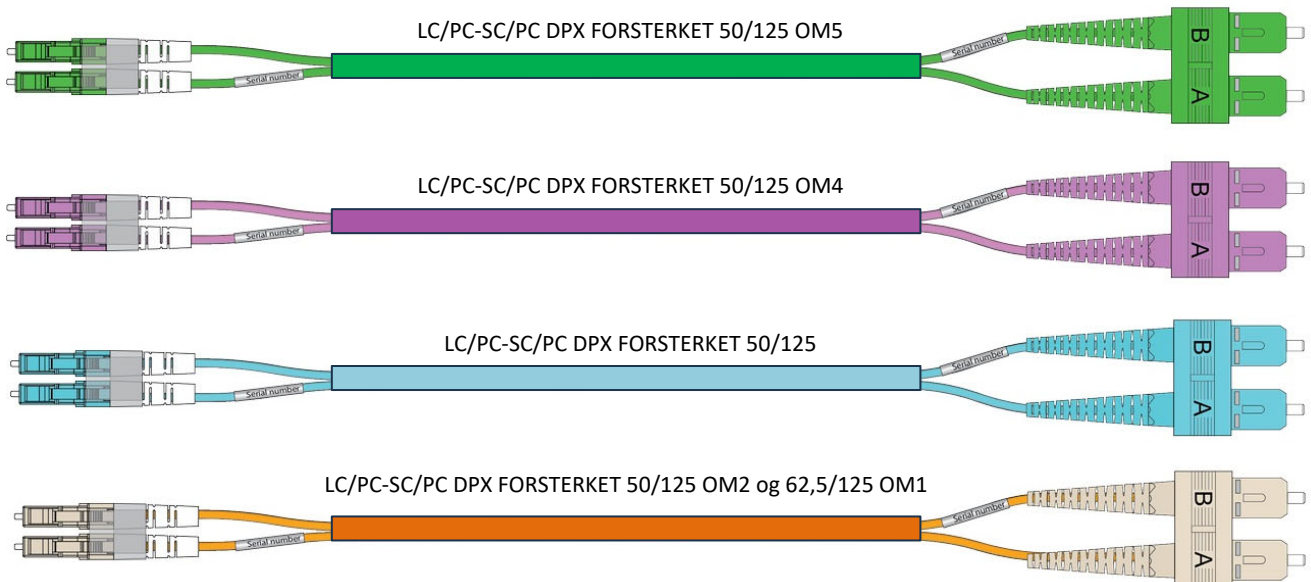 LC/PC-SC/PC DPX FORSTERKET 50/125 OM5
Serial number
Serial number
B
A
LC/PC-SC/PC DPX FORSTERKET 50/125 OM4
Serial number
Serial number
B
A
LC/PC-SC/PC DPX FORSTERKET 50/125
Serial number
Serial number
B
A
LC/PC-SC/PC DPX FORSTERKET 50/125 OM2 og 62,5/125 OM1
Serial number
Serial number
B
A